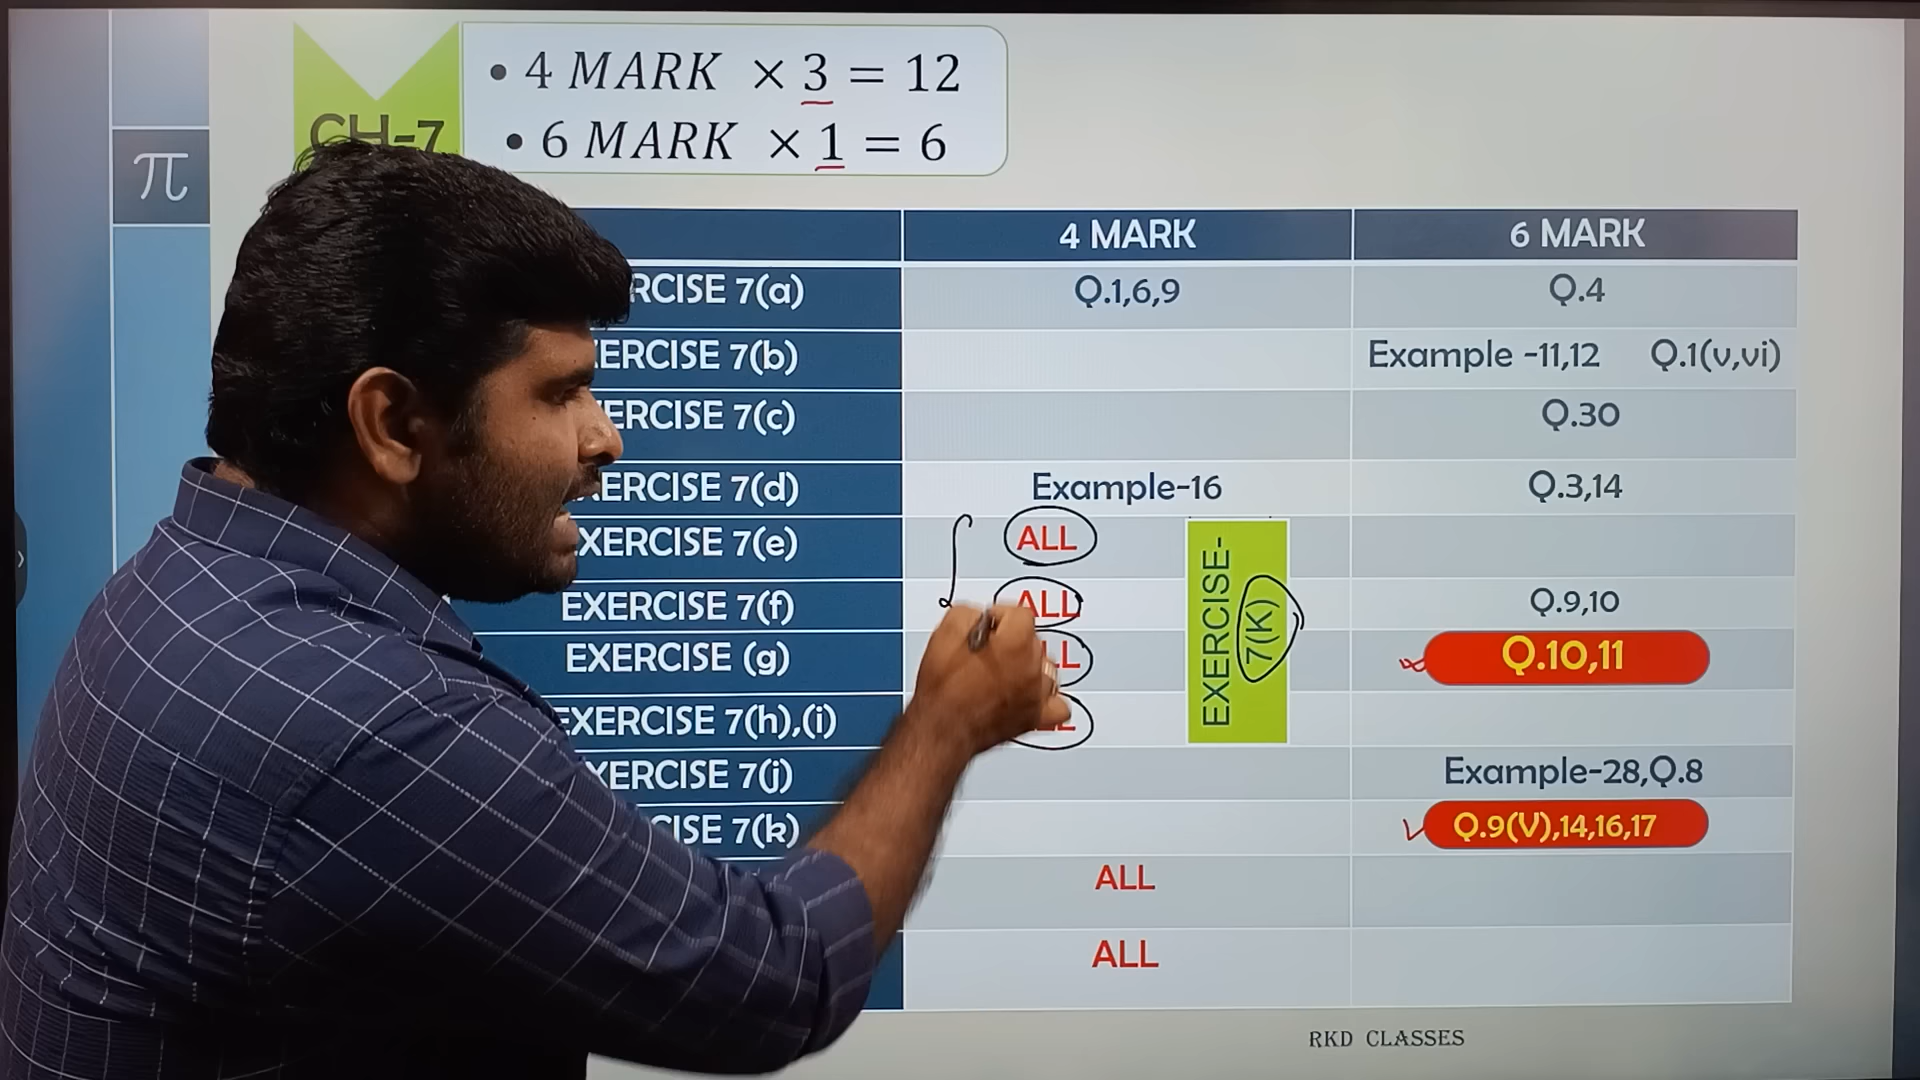 • 4 MARK × 3 = 12
• 6 MARK × 1 = 6
CH-7
π
4 MARK 6 MARK
RCISE 7(a) Q.1,6,9 Q.4
ERCISE 7(b) Example -11,12 Q.1(v,vi)
ERCISE 7(c) Q.30
ERCISE 7(d) Example-16 Q.3,14
XERCISE 7(e) ALL
EXERCISE 7(f) ALL Q.9,10
EXERCISE (g) LL Q.10,11
EXERCISE 7(h),(i)
EXERCISE-
7(K)
XERCISE 7(j) Example-28,Q.8
CISE 7(k) Q.9(V),14,16,17
ALL
ALL
RKD CLASSES